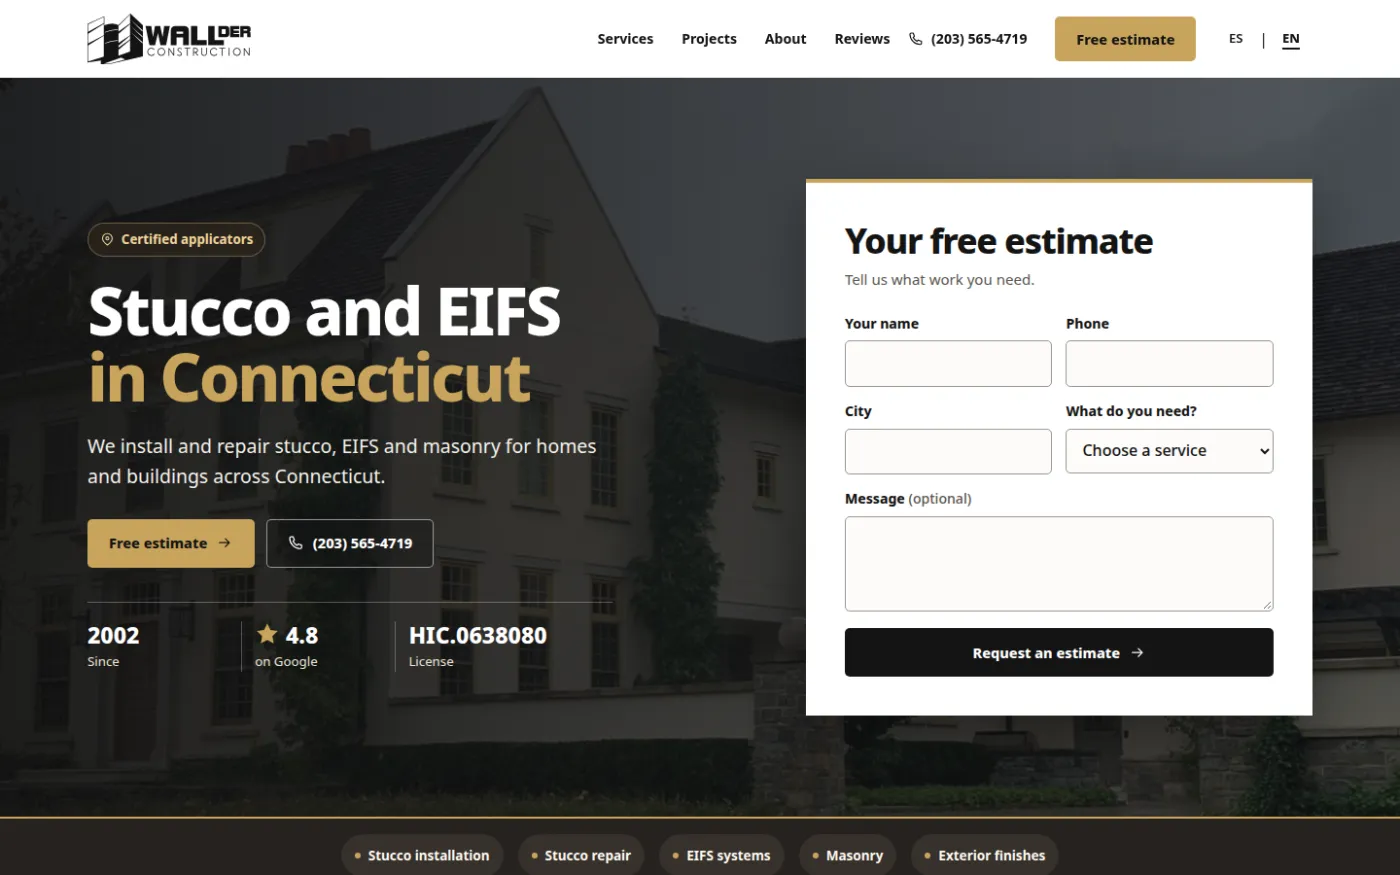 WALLDER
CONSTRUCTION
Services
Projects
About
Reviews
(203) 565-4719
Free estimate
ES | EN
Certified applicators
Stucco and EIFS
in Connecticut
We install and repair stucco, EIFS and masonry for homes
and buildings across Connecticut.
Free estimate →
(203) 565-4719
2002
Since
4.8
on Google
HIC.0638080
License
Your free estimate
Tell us what work you need.
Your name
Phone
City
What do you need?
Choose a service
Message (optional)
Request an estimate →
Stucco installation
Stucco repair
EIFS systems
Masonry
Exterior finishes